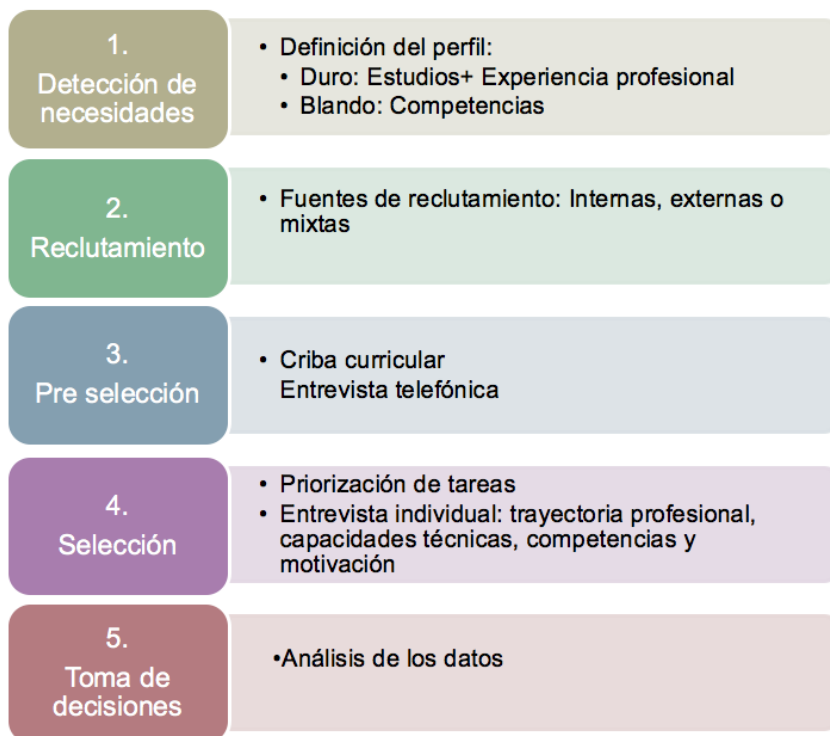 1.
Detección de
necesidades
• Definición del perfil:
• Duro: Estudios+ Experiencia profesional
• Blando: Competencias
2.
Reclutamiento
• Fuentes de reclutamiento: Internas, externas o
mixtas
3.
Pre selección
• Criba curricular
Entrevista telefónica
4.
Selección
• Priorización de tareas
• Entrevista individual: trayectoria profesional,
capacidades técnicas, competencias y
motivación
5.
Toma de
decisiones
•Análisis de los datos